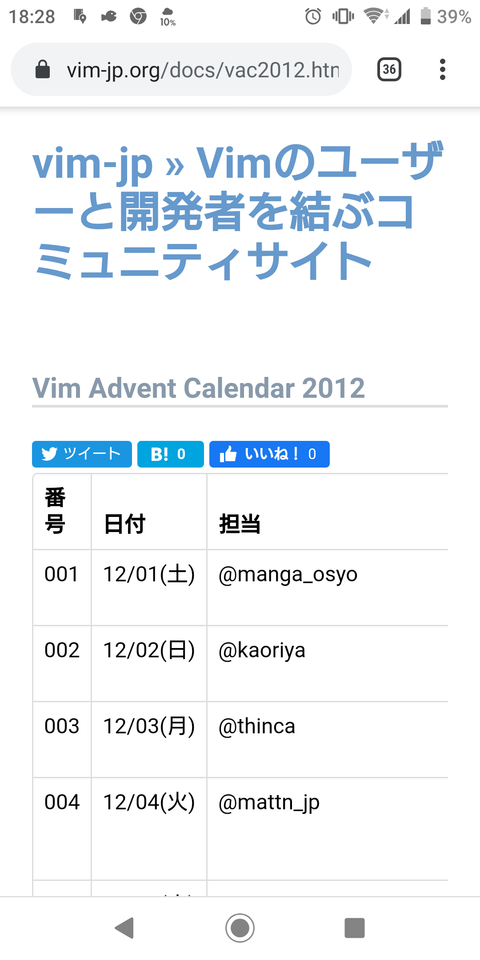 18:28
10%
39%
vim-jp.org/docs/vac2012.htm
36
vim-jp » Vimのユーザ
ーと開発者を結ぶコ
ミュニティサイト
Vim Advent Calendar 2012
ツイート
B! 0
いいね！ 0
番号 日付 担当
001 12/01(土) @manga_osyo
002 12/02(日) @kaoriya
003 12/03(月) @thinca
004 12/04(火) @mattn_jp